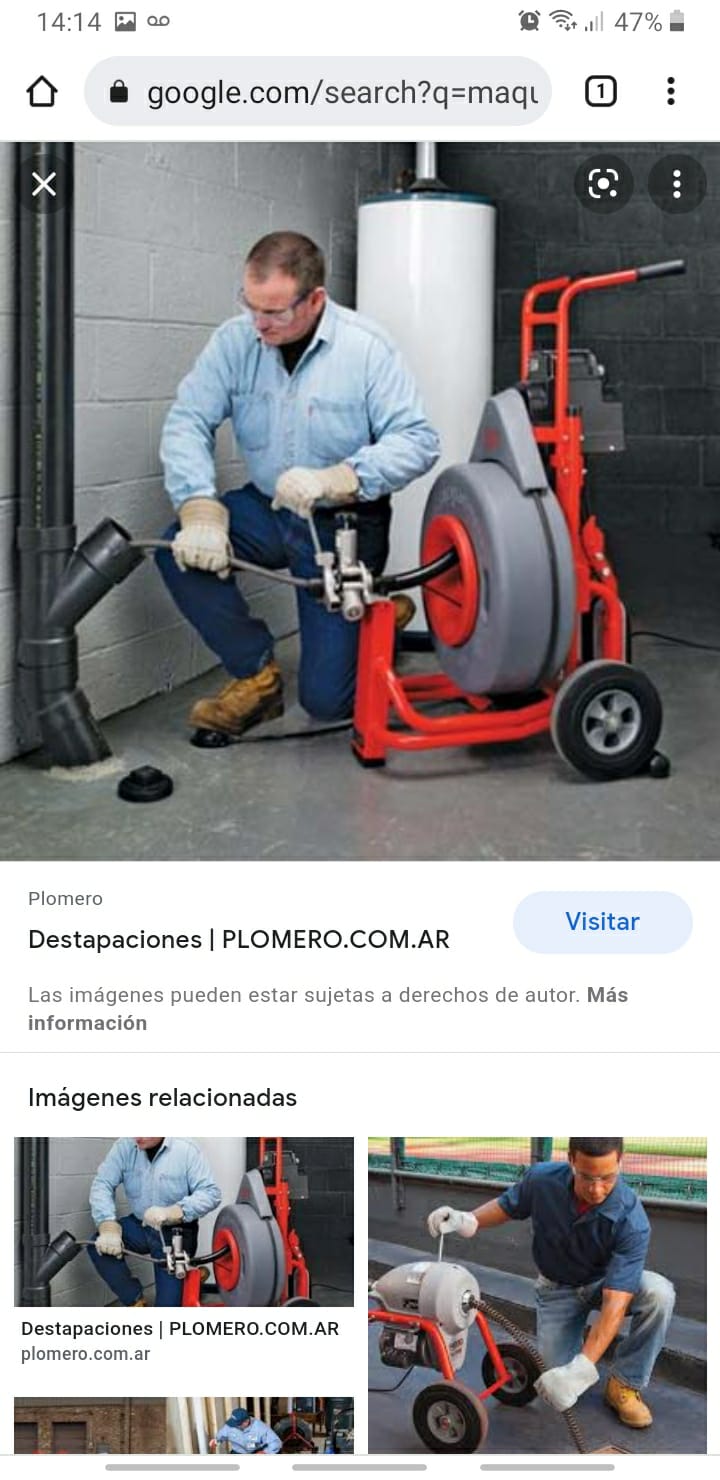 14:14
47%
google.com/search?q=maqu
1
Plomero
Destapaciones | PLOMERO.COM.AR
Visitar
Las imágenes pueden estar sujetas a derechos de autor. Más
información
Imágenes relacionadas
Destapaciones | PLOMERO.COM.AR
plomero.com.ar